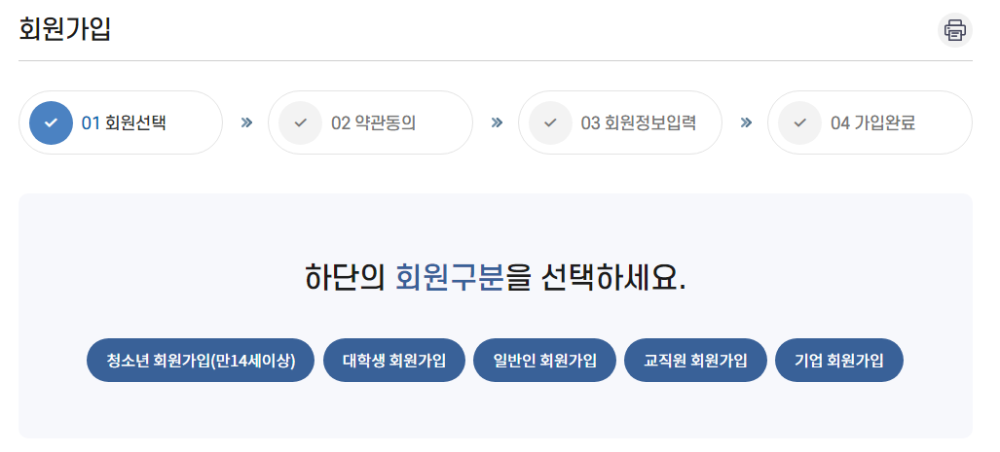 회원가입
01 회원선택
02 약관동의
03 회원정보입력
04 가입완료
하단의 회원구분을 선택하세요.
청소년 회원가입(만14세이상)
대학생 회원가입
일반인 회원가입
교직원 회원가입
기업 회원가입